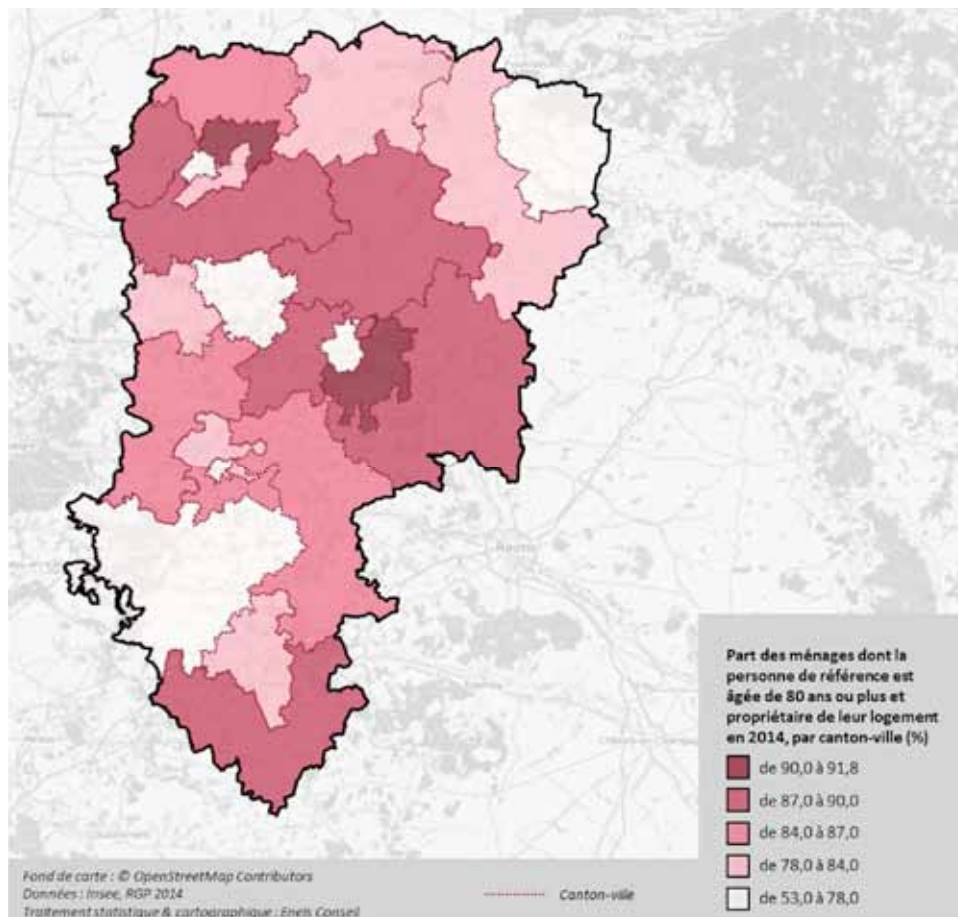 Part des ménages dont la
personne de référence est
âgée de 80 ans ou plus et
propriétaire de leur logement
en 2014, par canton-ville (%)
de 90,0 à 91,8
de 87,0 à 90,0
de 84,0 à 87,0
de 78,0 à 84,0
de 53,0 à 78,0
Fond de carte : © OpenStreetMap Contributors
Données : Insee, RGP 2014
Traitement statistique & cartographique : Eneis Conseil
Canton-ville